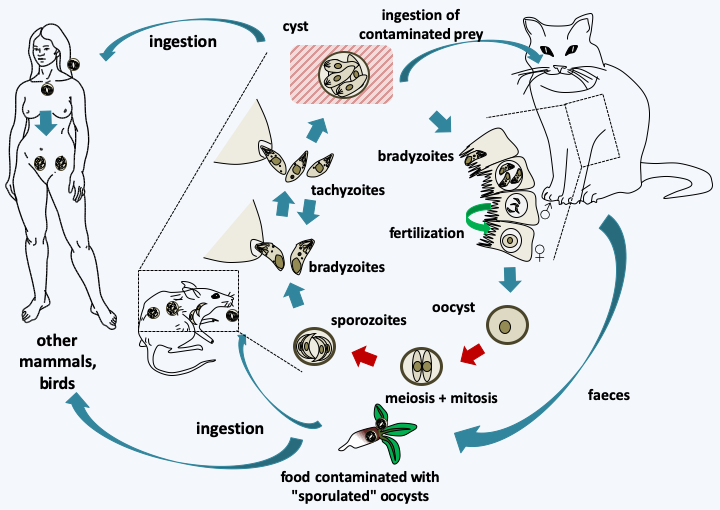 ingestion of
contaminated prey
cyst
ingestion
bradyzoites
tachyzoites
fertilization
♂
♀
bradyzoites
oocyst
sporozoites
other
mammals,
birds
meiosis + mitosis
faeces
ingestion
food contaminated with
"sporulated" oocysts